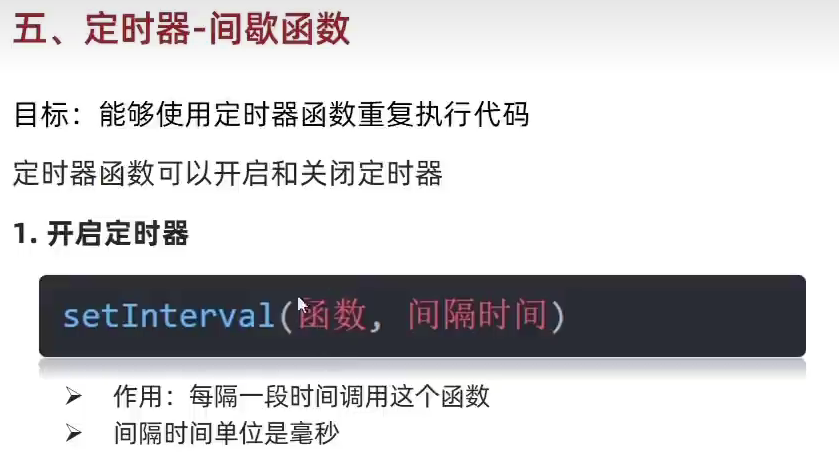 五、定时器-间歇函数
目标：能够使用定时器函数重复执行代码
定时器函数可以开启和关闭定时器
1. 开启定时器
setInterval(函数, 间隔时间)
➢ 作用：每隔一段时间调用这个函数
➢ 间隔时间单位是毫秒